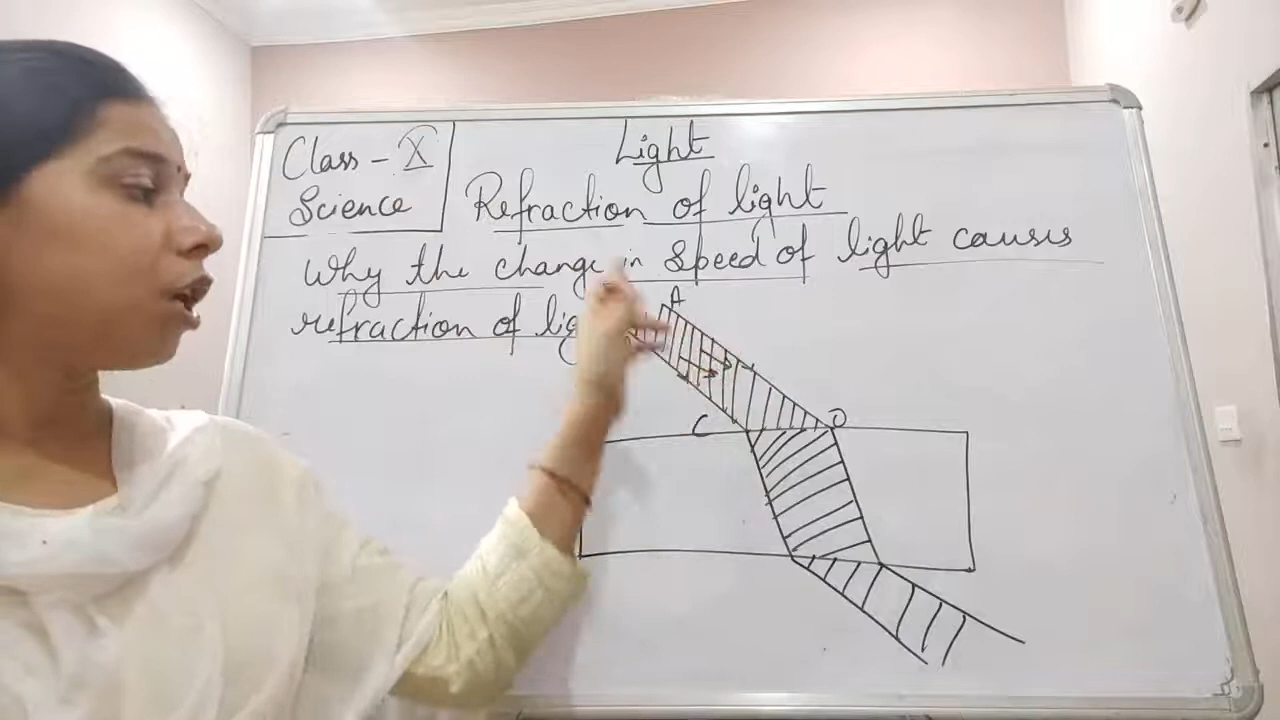 Class - X
Science
Light
Refraction of light
Why the change in speed of light causes
refraction of
A
C
O